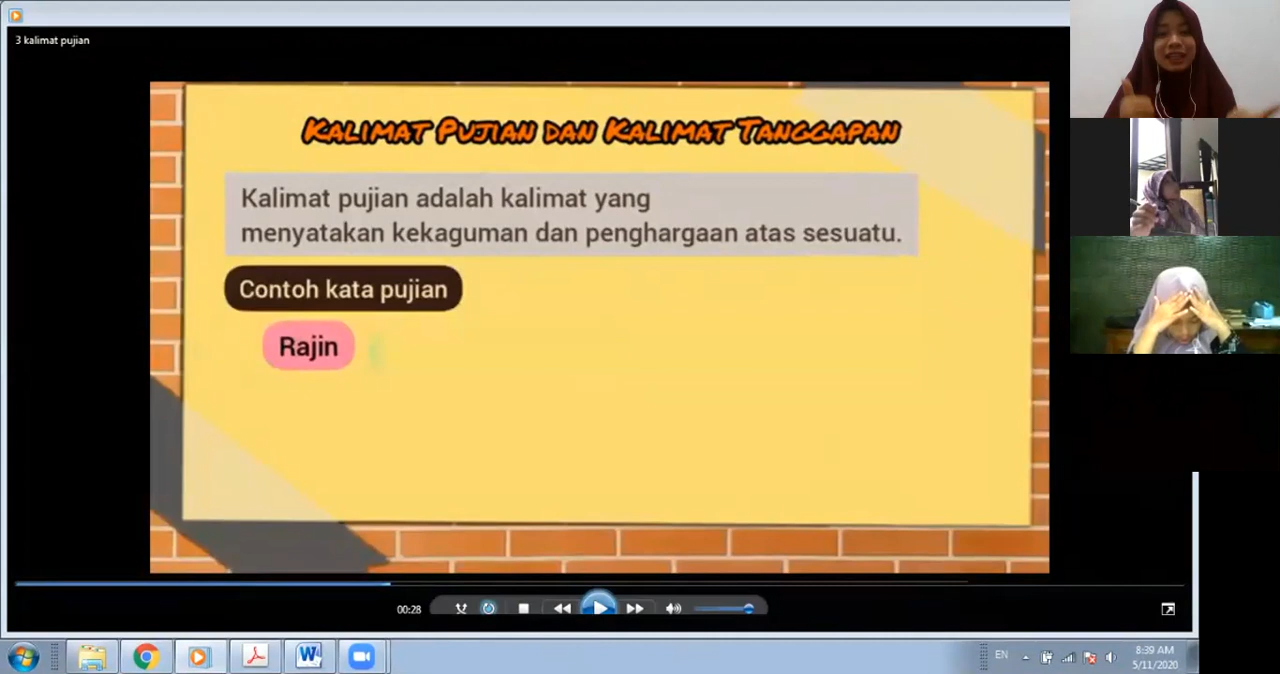 3 kalimat pujian
KALIMAT PUJIAN DAN KALIMAT TANGGAPAN
Kalimat pujian adalah kalimat yang
menyatakan kekaguman dan penghargaan atas sesuatu.
Contoh kata pujian
Rajin
00:28
EN
8:39 AM
5/11/2020